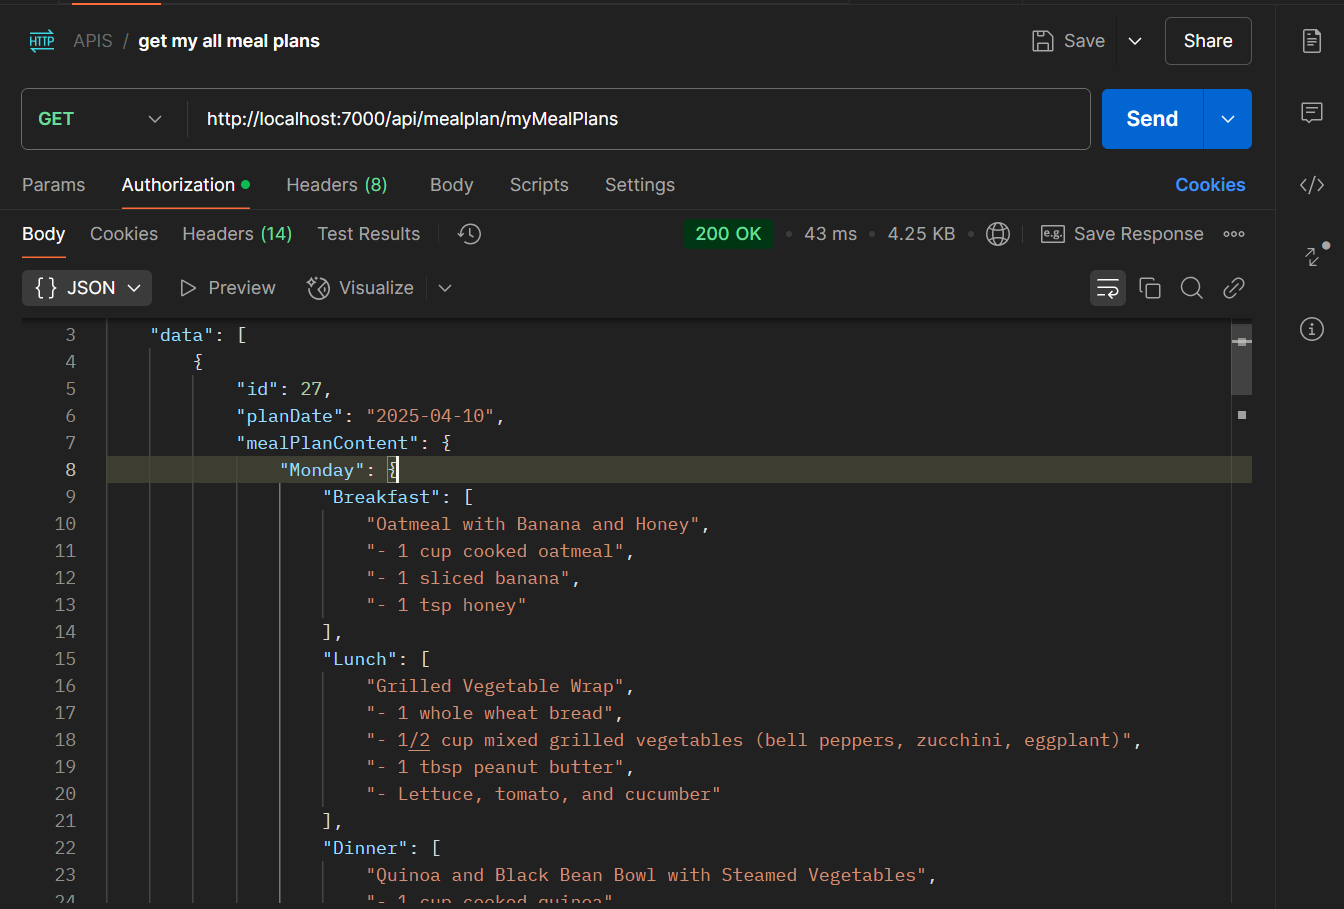 HTTP APIS / get my all meal plans Save Share
GET http://localhost:7000/api/mealplan/myMealPlans Send
Params Authorization Headers (8) Body Scripts Settings Cookies
Body Cookies Headers (14) Test Results 200 OK 43 ms 4.25 KB e.g. Save Response
{} JSON Preview Visualize
3 "data": [
4 {
5 "id": 27,
6 "planDate": "2025-04-10",
7 "mealPlanContent": {
8 "Monday": {
9 "Breakfast": [
10 "Oatmeal with Banana and Honey",
11 "- 1 cup cooked oatmeal",
12 "- 1 sliced banana",
13 "- 1 tsp honey"
14 ],
15 "Lunch": [
16 "Grilled Vegetable Wrap",
17 "- 1 whole wheat bread",
18 "- 1/2 cup mixed grilled vegetables (bell peppers, zucchini, eggplant)",
19 "- 1 tbsp peanut butter",
20 "- Lettuce, tomato, and cucumber"
21 ],
22 "Dinner": [
23 "Quinoa and Black Bean Bowl with Steamed Vegetables",
24 "- 1 cup cooked quinoa"